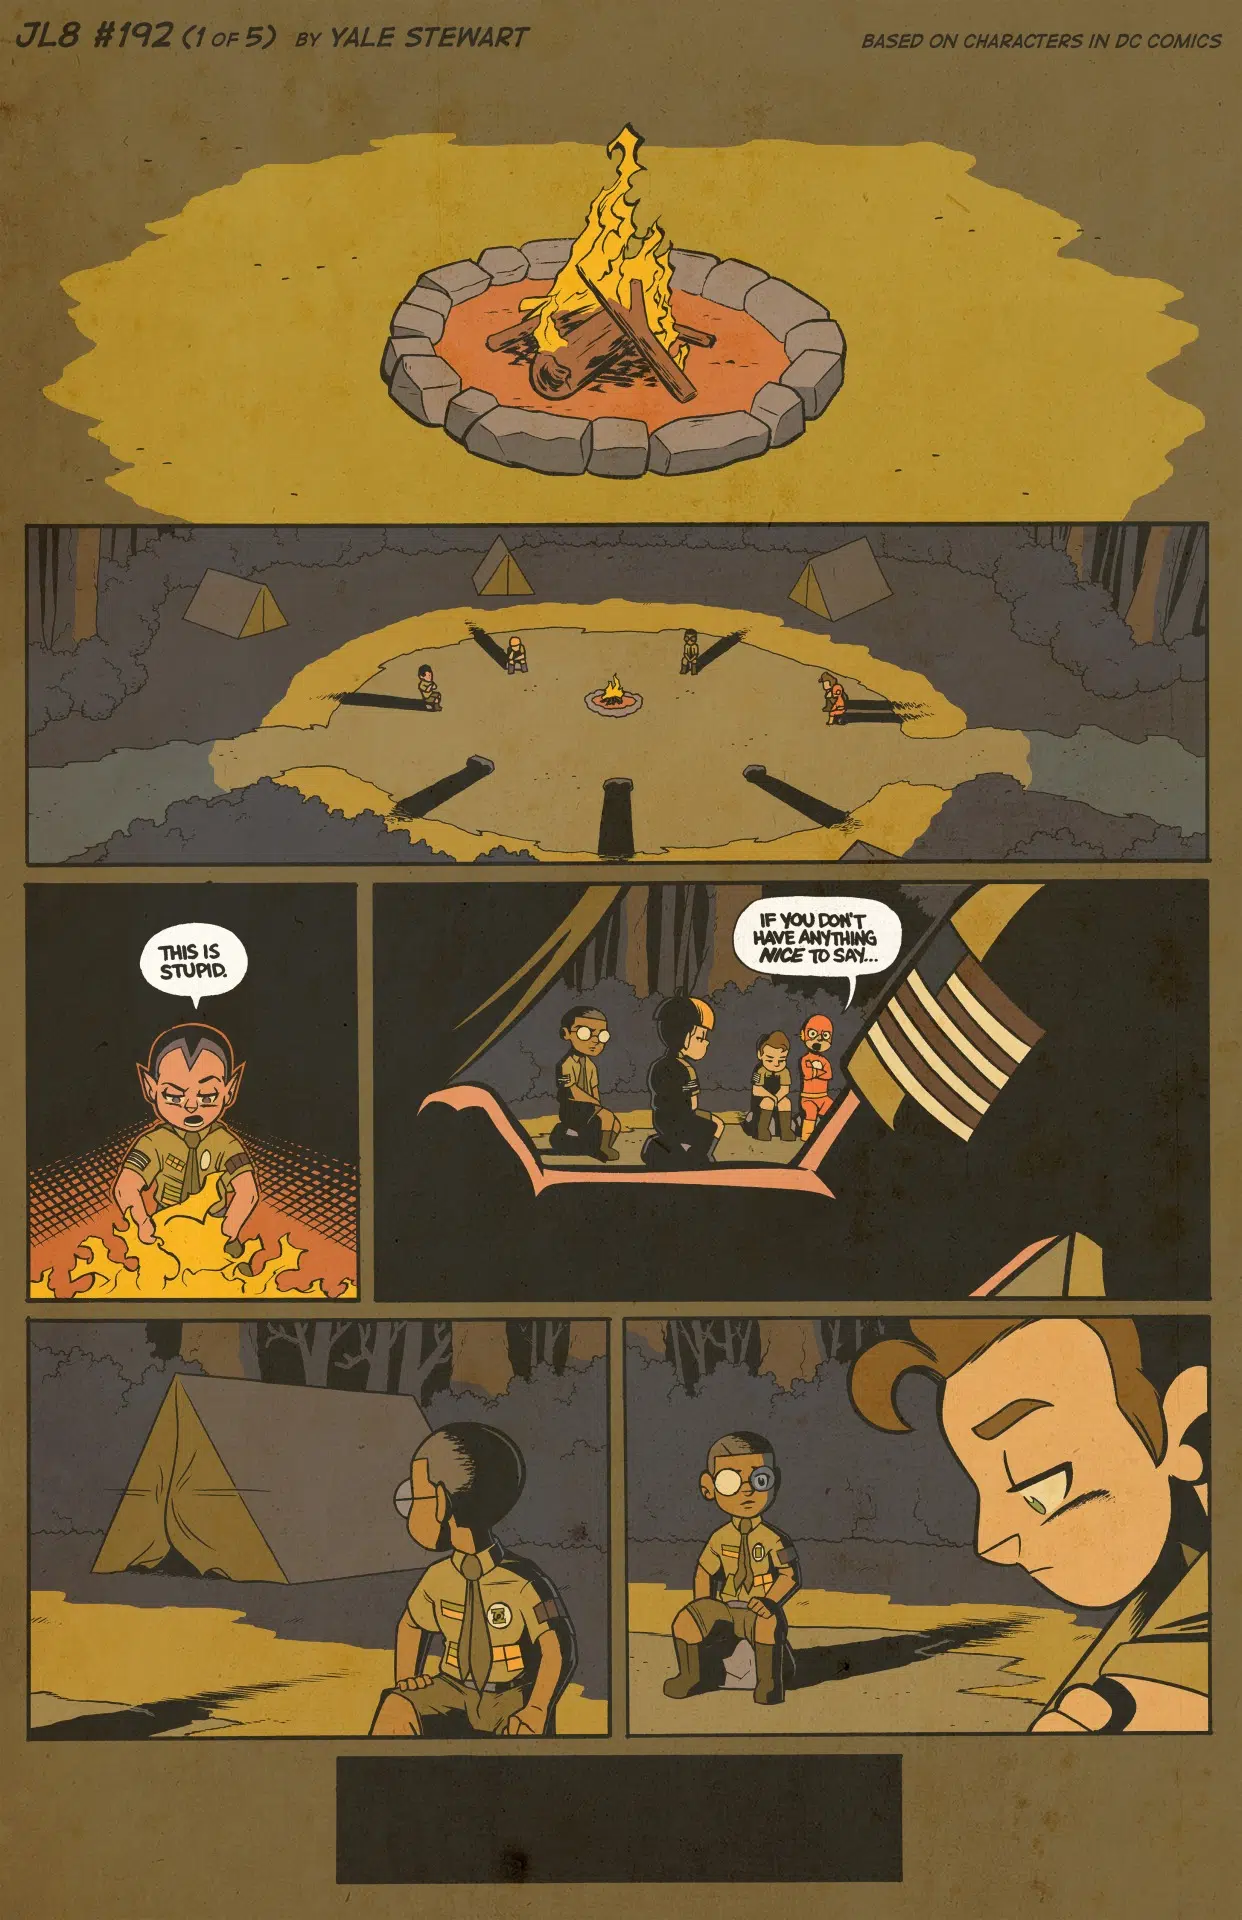 JL8 #192 (1 OF 5) BY YALE STEWART
BASED ON CHARACTERS IN DC COMICS
THIS IS
STUPID.
IF YOU DON'T
HAVE ANYTHING
NICE TO SAY...